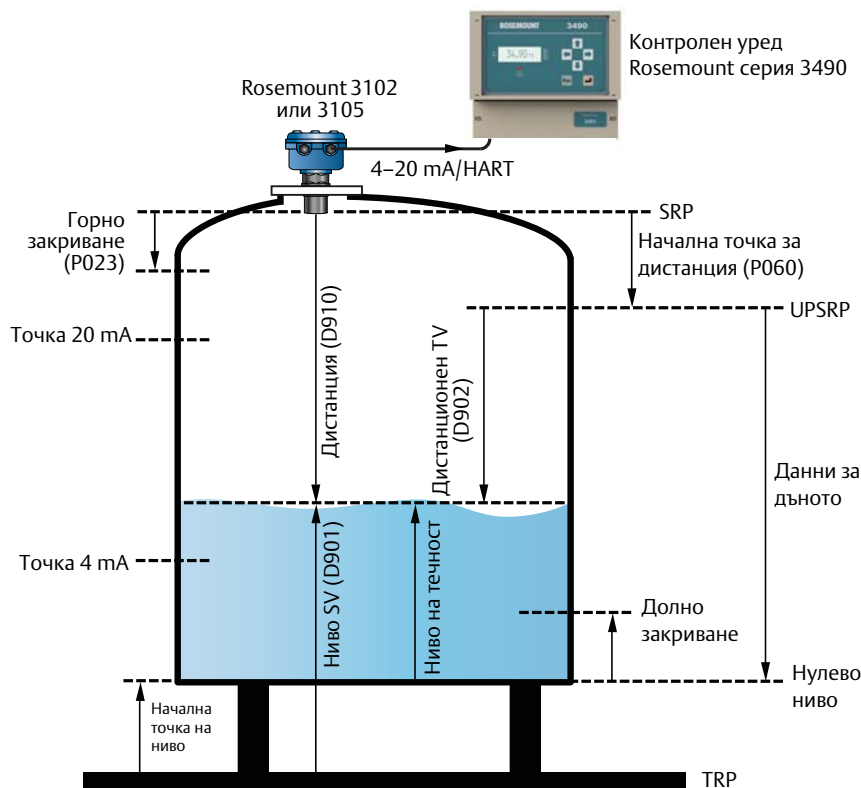 ROSEMOUNT 3490
34.90
Esc
3491
Контролен уред
Rosemount серия 3490
Rosemount 3102
или 3105
4–20 mA/HART
SRP
Горно
закриване
(P023)
Начална точка за
дистанция (P060)
UPSRP
Точка 20 mA
Дистанция (D910)
Дистанционен TV
(D902)
Данни за
дъното
Точка 4 mA
Ниво SV (D901)
Ниво на течност
Долно
закриване
Нулево
ниво
Начална
точка на
ниво
TRP